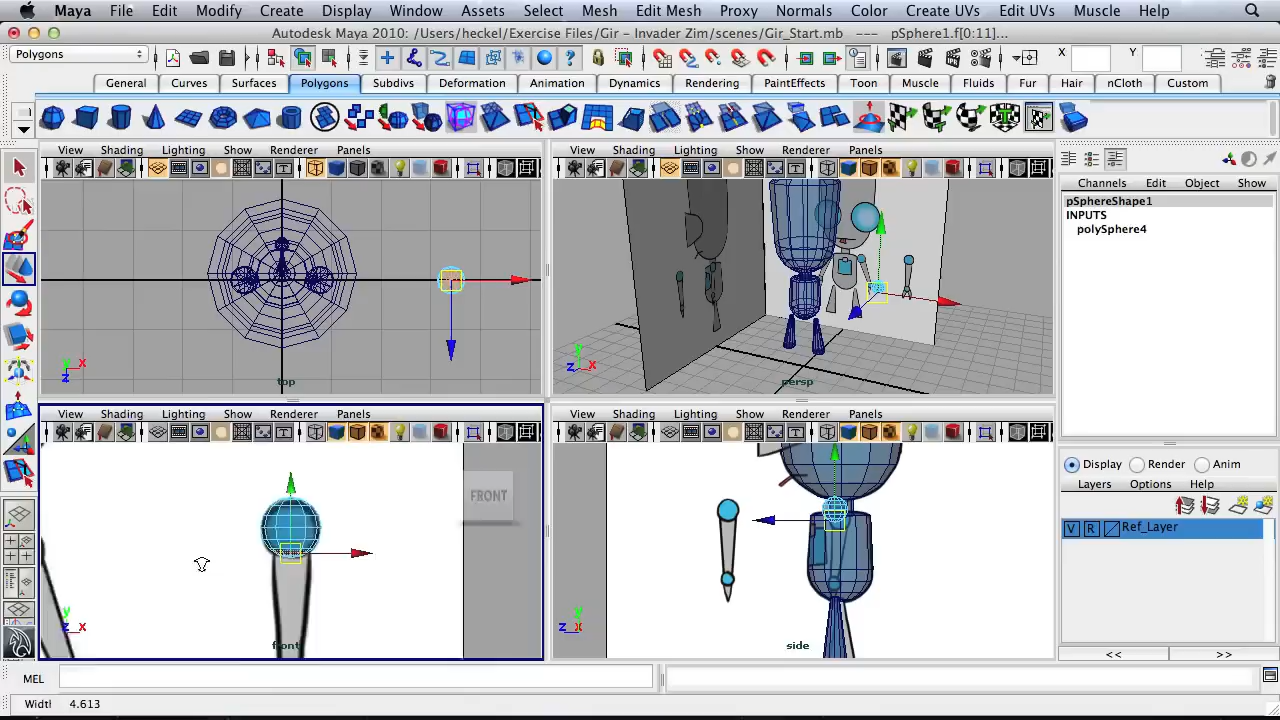 Maya File Edit Modify Create Display Window Assets Select Mesh Edit Mesh Proxy Normals Color Create UVs Edit UVs Muscle Help
Autodesk Maya 2010: /Users/heckel/Exercise Files/Gir - Invader Zim/scenes/Gir_Start.mb --- pSphere1.f[0:11]...
Polygons X Y
General Curves Surfaces Polygons Subdivs Deformation Animation Dynamics Rendering PaintEffects Toon Muscle Fluids Fur Hair nCloth Custom
View Shading Lighting Show Renderer Panels
View Shading Lighting Show Renderer Panels
Channels Edit Object Show
pSphereShape1
INPUTS
polySphere4
y x
z
top
y
z x
persp
View Shading Lighting Show Renderer Panels
View Shading Lighting Show Renderer Panels
FRONT
y
z x
front
y
z x
side
Display Render Anim
Layers Options Help
V R Ref_Layer
<< >>
MEL
Widtl 4.613